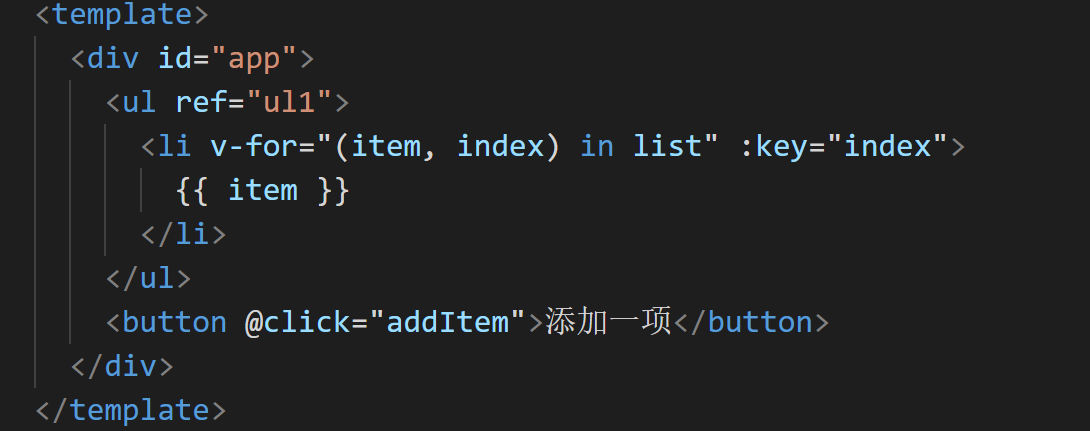 <template>
<div id="app">
<ul ref="ul1">
<li v-for="(item, index) in list" :key="index">
{{ item }}
</li>
</ul>
<button @click="addItem">添加一项</button>
</div>
</template>